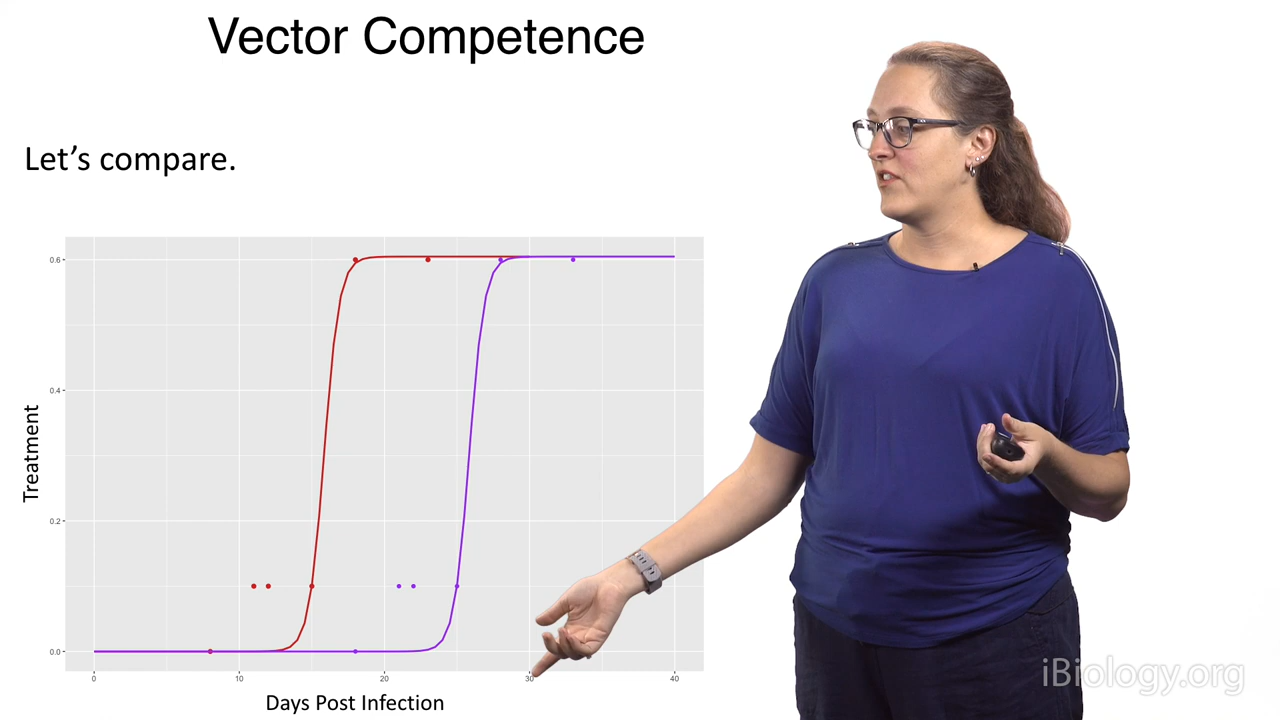 Vector Competence
Let’s compare.
Treatment
0.6
0.4
0.2
0.0
0
10
20
30
40
Days Post Infection
iBiology.org